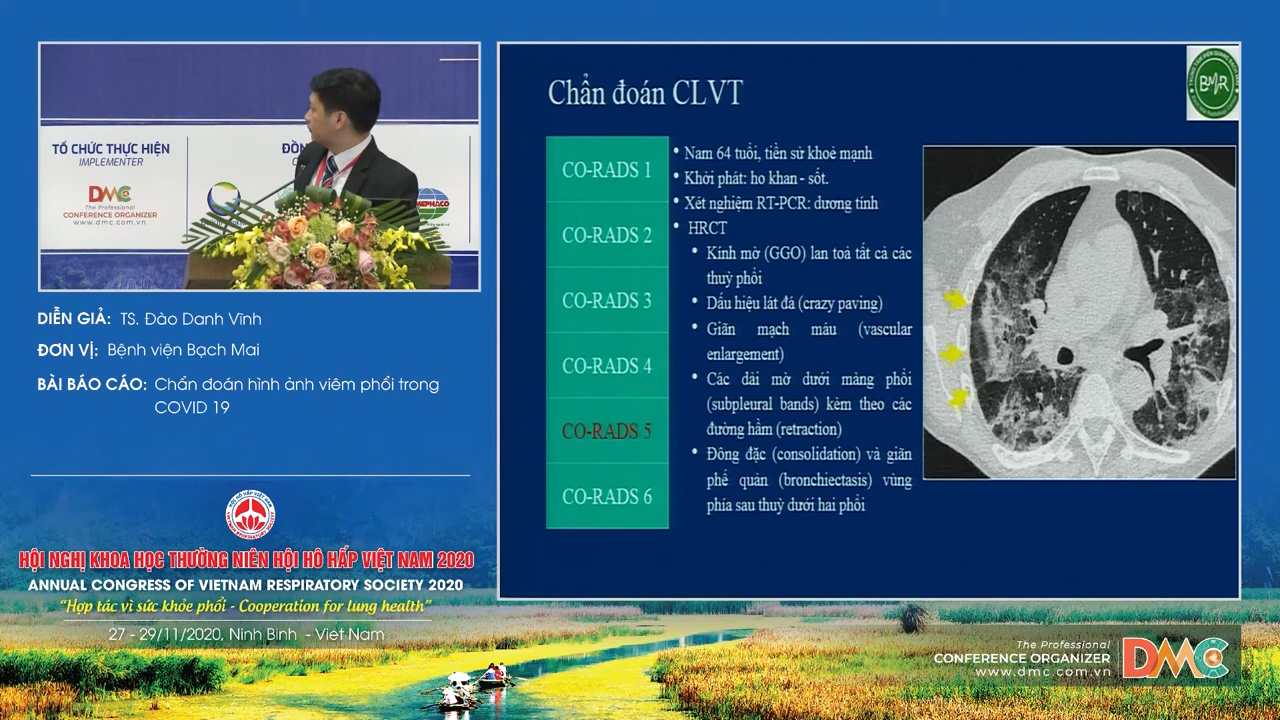 TỔ CHỨC THỰC HIỆN
IMPLEMENTER
DMC
The Professional
CONFERENCE ORGANIZER
www.dmc.com.vn
DIỄN GIẢ: TS. Đào Danh Vĩnh
ĐƠN VỊ: Bệnh viện Bạch Mai
BÀI BÁO CÁO: Chẩn đoán hình ảnh viêm phổi trong
COVID 19
HỘI NGHỊ KHOA HỌC THƯỜNG NIÊN HỘI HÔ HẤP VIỆT NAM 2020
ANNUAL CONGRESS OF VIETNAM RESPIRATORY SOCIETY 2020
“Hợp tác vì sức khỏe phổi - Cooperation for lung health”
27 - 29/11/2020, Ninh Bình - Viet Nam
Chẩn đoán CLVT
CO-RADS 1
CO-RADS 2
CO-RADS 3
CO-RADS 4
CO-RADS 5
CO-RADS 6
• Nam 64 tuổi, tiền sử khoẻ mạnh
• Khởi phát: ho khan - sốt.
• Xét nghiệm RT-PCR: dương tính
• HRCT
• Kính mờ (GGO) lan toả tất cả các
thuỳ phổi
• Dấu hiệu lát đá (crazy paving)
• Giãn mạch máu (vascular
enlargement)
• Các dải mờ dưới màng phổi
(subpleural bands) kèm theo các
đường hầm (retraction)
• Đông đặc (consolidation) và giãn
phế quản (bronchiectasis) vùng
phía sau thuỳ dưới hai phổi
BMR
The Professional
CONFERENCE ORGANIZER
www.dmc.com.vn
DMC